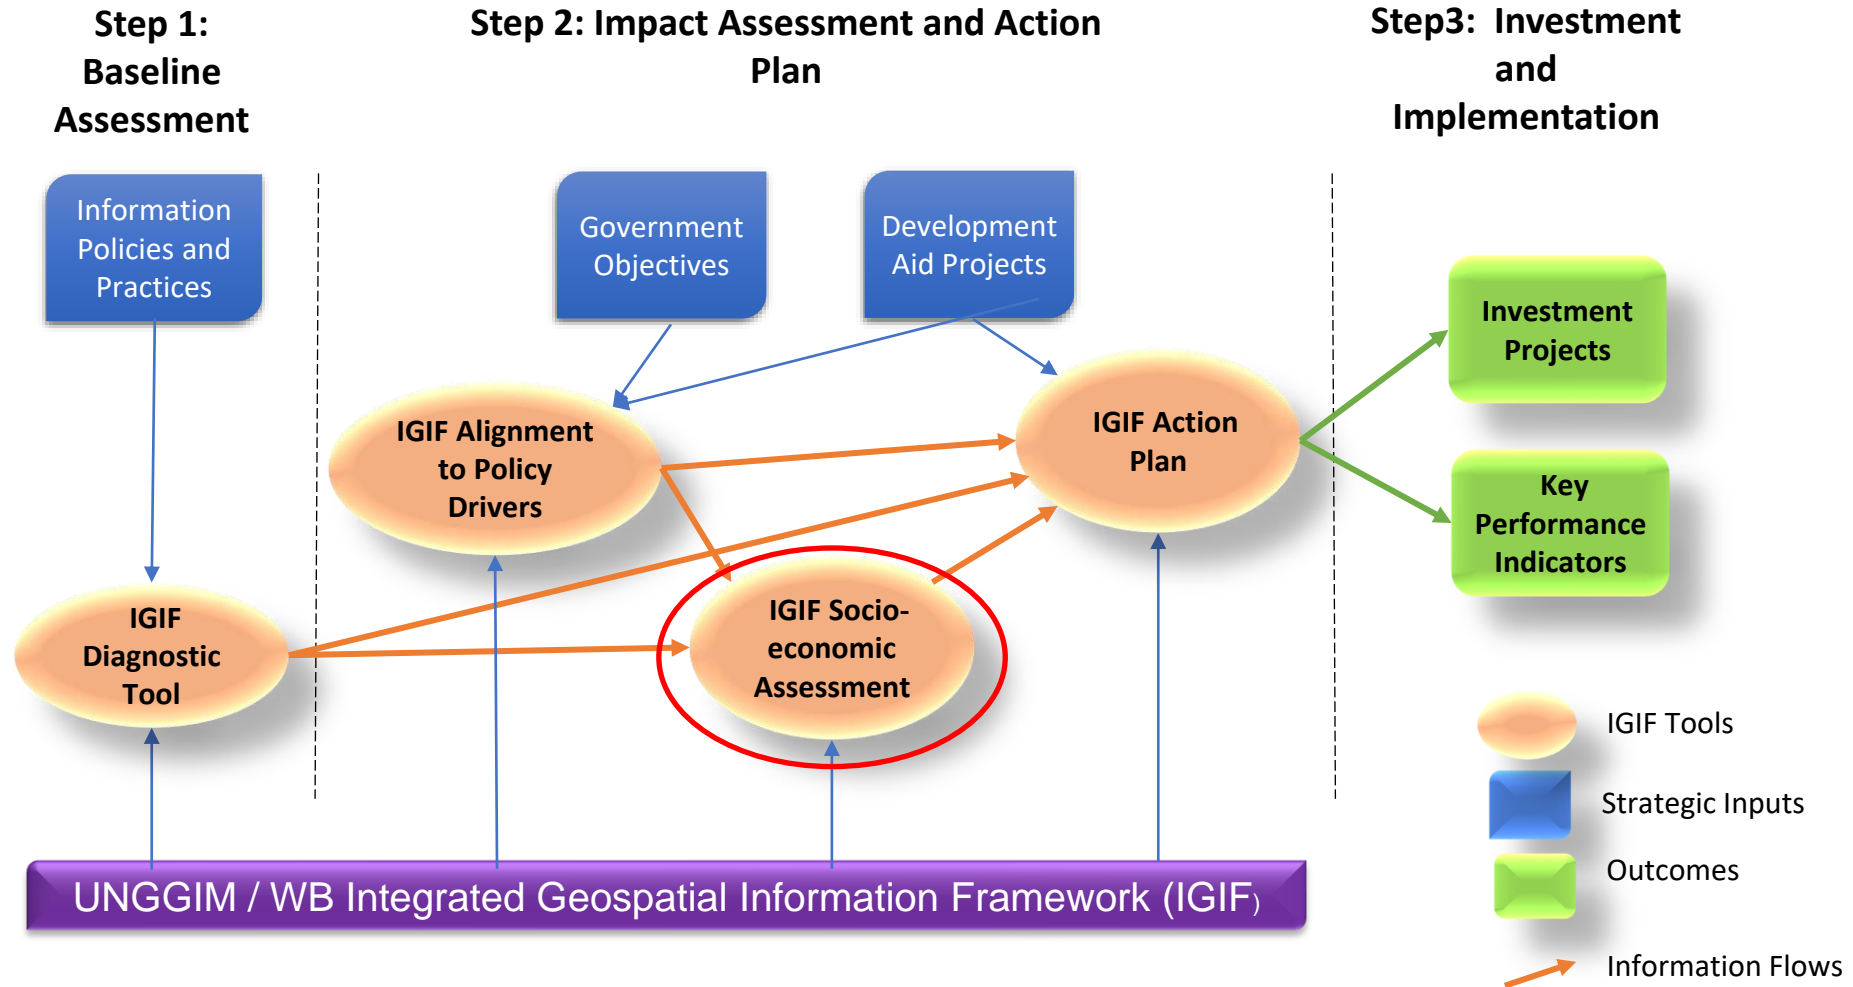 Step 1:
Baseline
Assessment
Step 2: Impact Assessment and Action
Plan
Step3: Investment
and
Implementation
Information
Policies and
Practices
Government
Objectives
Development
Aid Projects
Investment
Projects
IGIF Alignment
to Policy
Drivers
IGIF Action
Plan
Key
Performance
Indicators
IGIF
Diagnostic
Tool
IGIF Socio-
economic
Assessment
UNGGIM / WB Integrated Geospatial Information Framework (IGIF)
IGIF Tools
Strategic Inputs
Outcomes
Information Flows